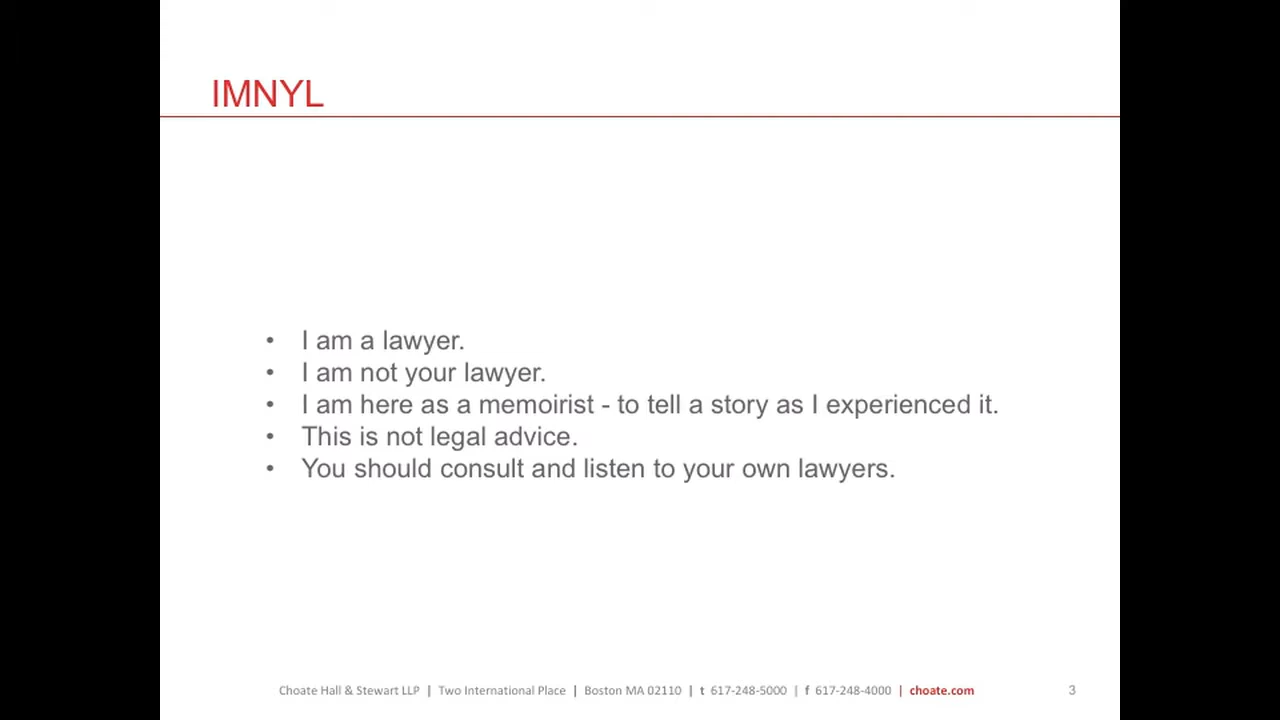 IMNYL
• I am a lawyer.
• I am not your lawyer.
• I am here as a memoirist - to tell a story as I experienced it.
• This is not legal advice.
• You should consult and listen to your own lawyers.
Choate Hall & Stewart LLP | Two International Place | Boston MA 02110 | t 617-248-5000 | f 617-248-4000 | choate.com 3